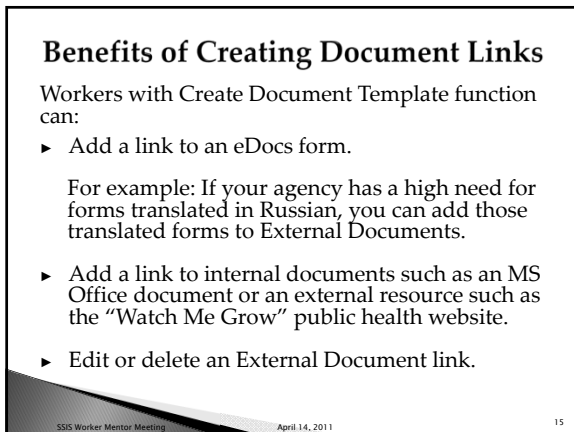 Benefits of Creating Document Links
Workers with Create Document Template function
can:
► Add a link to an eDocs form.
For example: If your agency has a high need for
forms translated in Russian, you can add those
translated forms to External Documents.
► Add a link to internal documents such as an MS
Office document or an external resource such as
the “Watch Me Grow” public health website.
► Edit or delete an External Document link.
SSIS Worker Mentor Meeting April 14, 2011 15